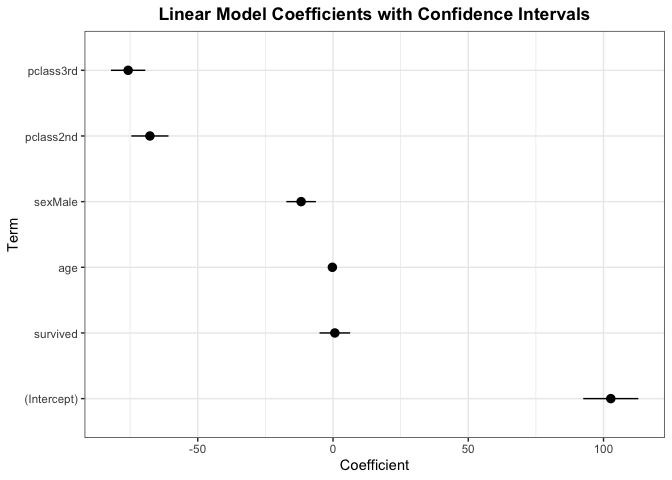 Linear Model Coefficients with Confidence Intervals
Term
pclass3rd
pclass2nd
sexMale
age
survived
(Intercept)
-50 0 50 100
Coefficient